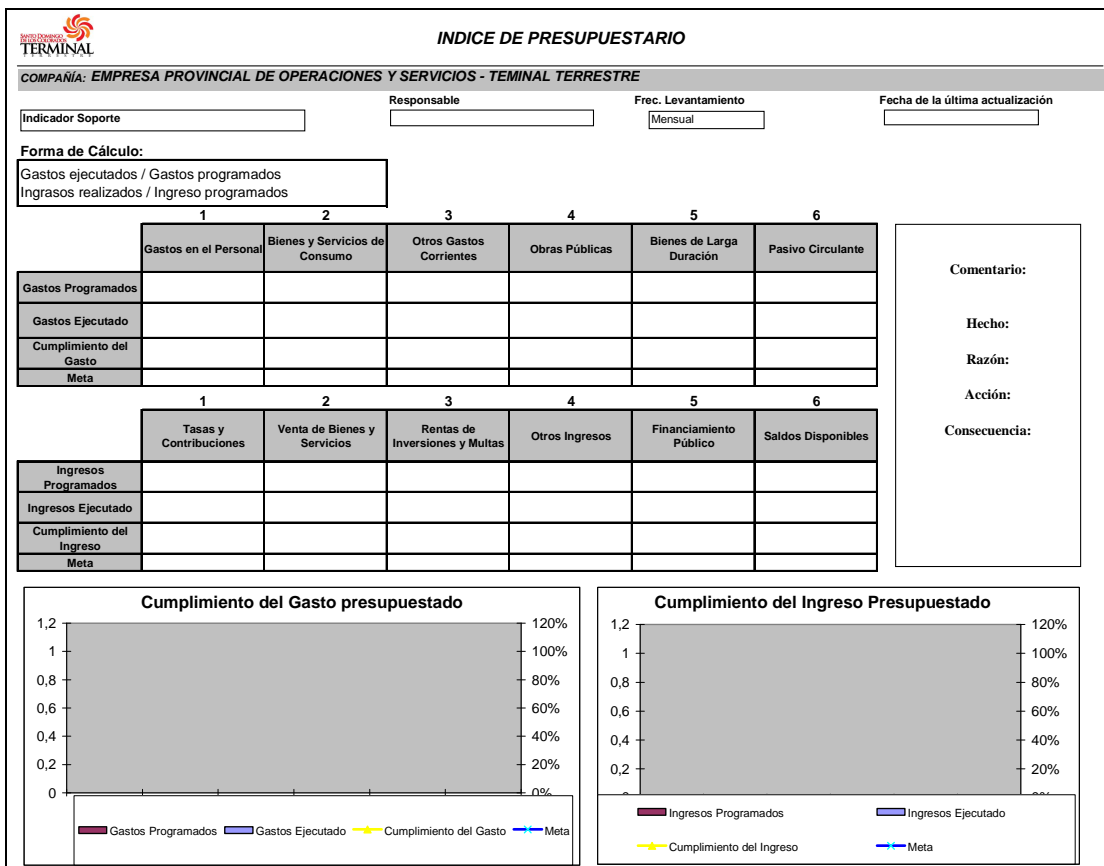 SANTO DOMINGO
DE LOS COLORADOS
TERMINAL
TERRESTRE
INDICE DE PRESUPUESTARIO
COMPAÑÍA: EMPRESA PROVINCIAL DE OPERACIONES Y SERVICIOS - TEMINAL TERRESTRE
Responsable Frec. Levantamiento Fecha de la última actualización
Indicador Soporte Mensual
Forma de Cálculo:
Gastos ejecutados / Gastos programados
Ingrasos realizados / Ingreso programados
1 2 3 4 5 6
Gastos en el Personal Bienes y Servicios de Consumo Otros Gastos Corrientes Obras Públicas Bienes de Larga Duración Pasivo Circulante
Gastos Programados
Gastos Ejecutado
Cumplimiento del Gasto
Meta
1 2 3 4 5 6
Tasas y Contribuciones Venta de Bienes y Servicios Rentas de Inversiones y Multas Otros Ingresos Financiamiento Público Saldos Disponibles
Ingresos Programados
Ingresos Ejecutado
Cumplimiento del Ingreso
Meta
Comentario:
Hecho:
Razón:
Acción:
Consecuencia:
Cumplimiento del Gasto presupuestado
1,2 120%
1 100%
0,8 80%
0,6 60%
0,4 40%
0,2 20%
0 0%
Gastos Programados Gastos Ejecutado Cumplimiento del Gasto Meta
Cumplimiento del Ingreso Presupuestado
1,2 120%
1 100%
0,8 80%
0,6 60%
0,4 40%
0,2 20%
Ingresos Programados Ingresos Ejecutado
Cumplimiento del Ingreso Meta